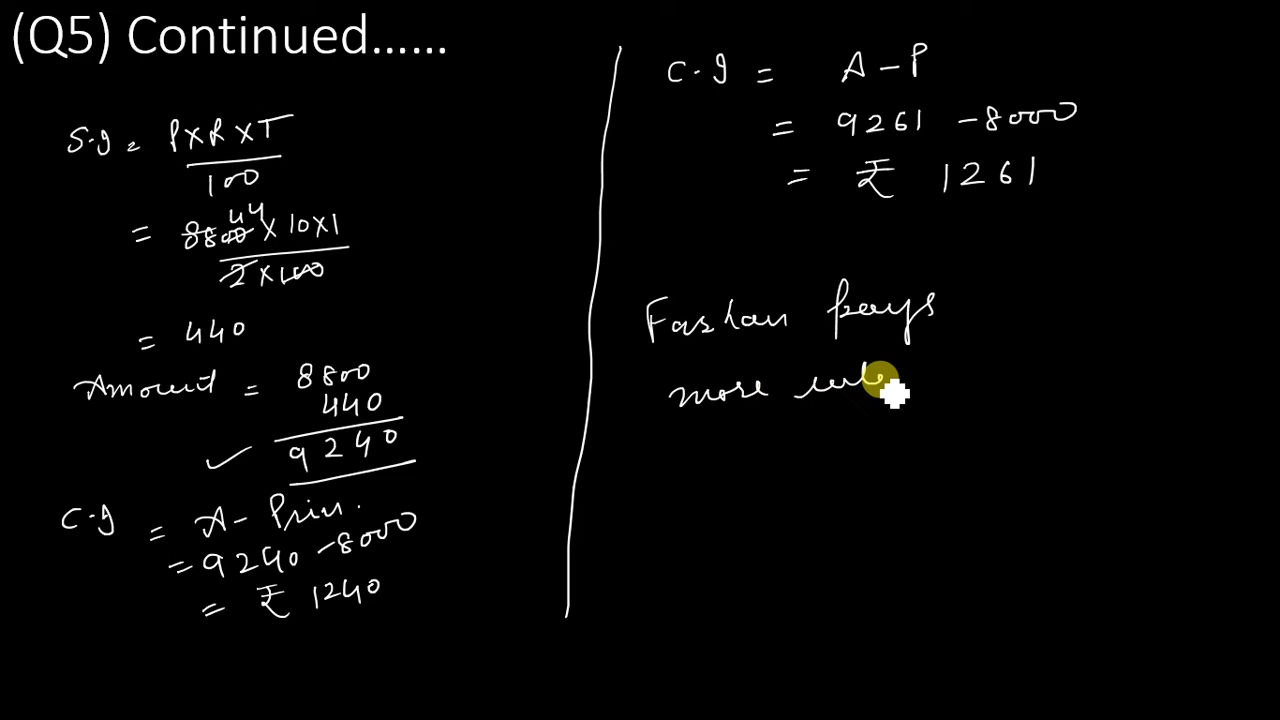 (Q5) Continued......
S.I = P×R×T
100
44
= 8800 × 10×1
2×100
= 440
Amount = 8800
440
9240
C.I = A - Prin.
= 9240 - 8000
= ₹ 1240
C.I = A - P
= 9261 - 8000
= ₹ 1261
Farhan pays
more